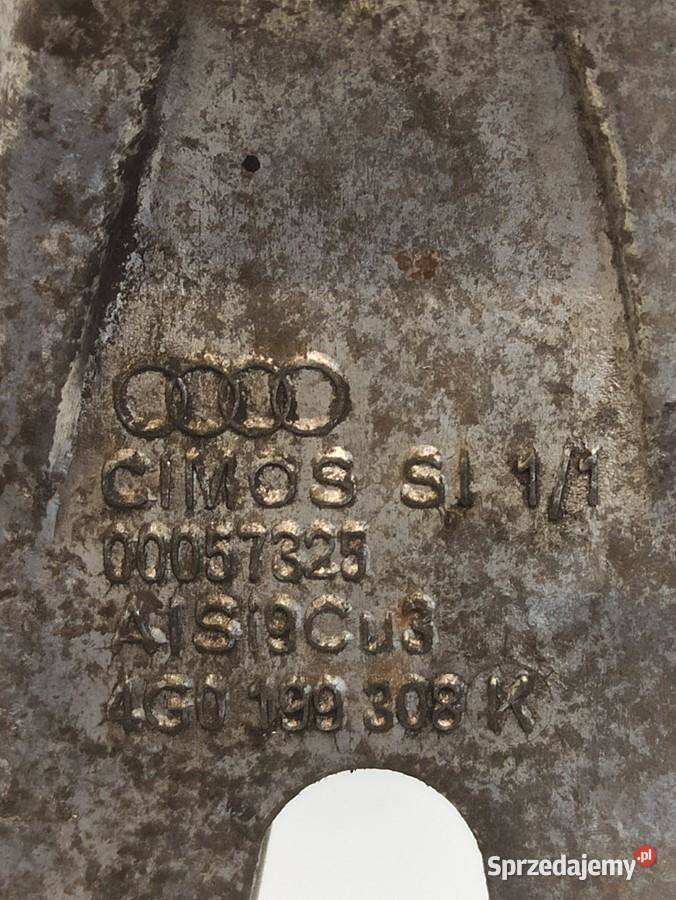 CIMOS SI 1/1
00057325
AlSi9Cu3
4G0 199 308 K
Sprzedajemy.pl